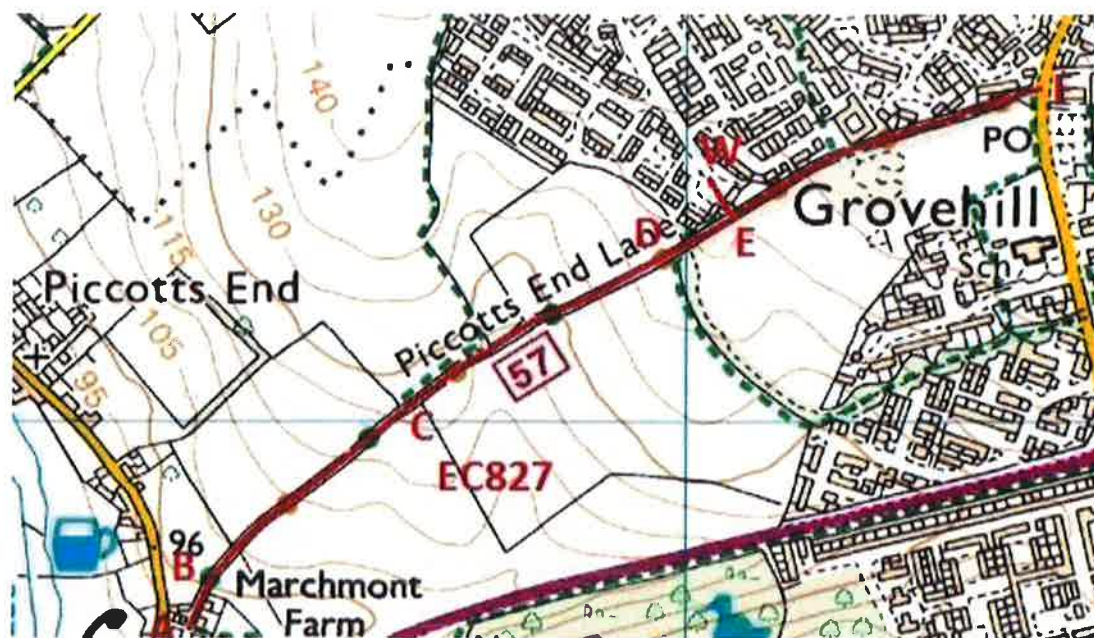 140
130
115
105
95
W
PO
Grovehill
D
E
Sch
Piccotts End
Piccotts End Lane
57
C
EC827
96
B
Marchmont
Farm